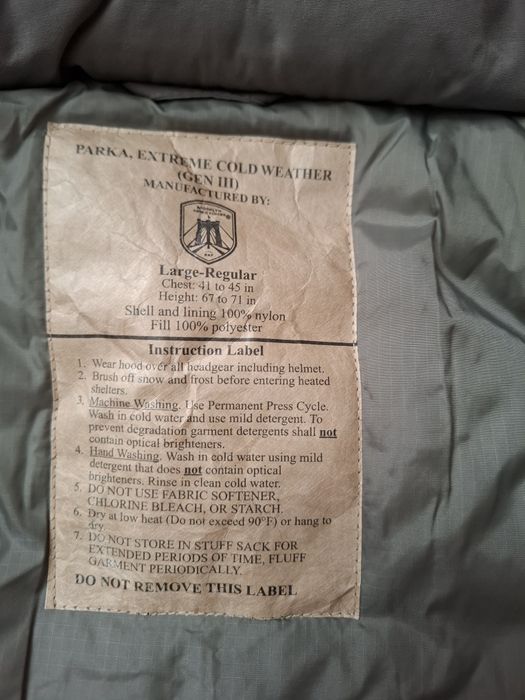 PARKA, EXTREME COLD WEATHER
(GEN III)
MANUFACTURED BY:
Large-Regular
Chest: 41 to 45 in
Height: 67 to 71 in
Shell and lining 100% nylon
Fill 100% polyester
Instruction Label
1. Wear hood over all headgear including helmet.
2. Brush off snow and frost before entering heated
shelters.
3. Machine Washing. Use Permanent Press Cycle.
Wash in cold water and use mild detergent. To
prevent degradation garment detergents shall not
contain optical brighteners.
4. Hand Washing. Wash in cold water using mild
detergent that does not contain optical
brighteners. Rinse in clean cold water.
5. DO NOT USE FABRIC SOFTENER,
CHLORINE BLEACH, OR STARCH.
6. Dry at low heat (Do not exceed 90°F) or hang to
dry.
7. DO NOT STORE IN STUFF SACK FOR
EXTENDED PERIODS OF TIME, FLUFF
GARMENT PERIODICALLY.
DO NOT REMOVE THIS LABEL